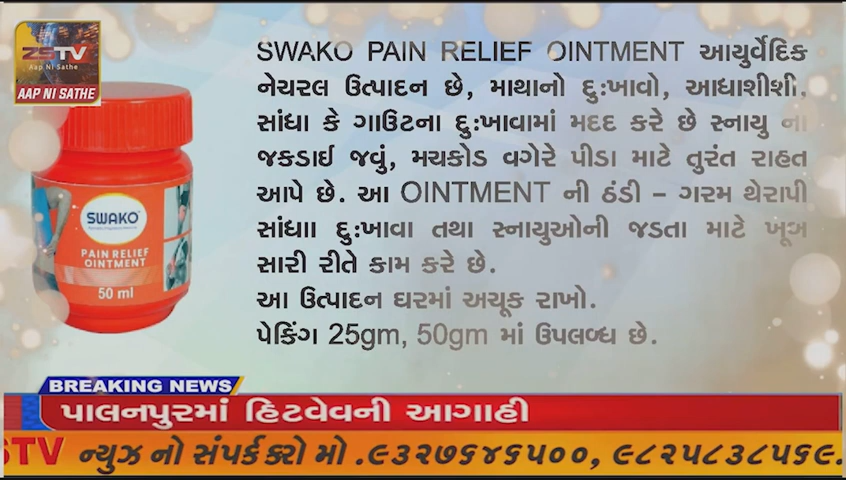 ZSTV
Aap Ni Sathe
AAP NI SATHE
SWAKO PAIN RELIEF OINTMENT આયુર્વેદિક
નેચરલ ઉત્પાદન છે, માથાનો દુઃખાવો, આધાશીશી,
સાંધા કે ગાઉટના દુઃખાવામાં મદદ કરે છે સ્નાયુ ના
જકડાઈ જવું, મચકોડ વગેરે પીડા માટે તુરંત રાહત
આપે છે. આ OINTMENT ની ઠંડી – ગરમ થેરાપી
સાંધાા દુઃખાવા તથા સ્નાયુઓની જડતા માટે ખૂબ
સારી રીતે કામ કરે છે.
આ ઉત્પાદન ઘરમાં અચૂક રાખો.
પેકિંગ 25gm, 50gm માં ઉપલબ્ધ છે.
SWAKO
PAIN RELIEF
OINTMENT
50 ml
BREAKING NEWS
પાલનપુરમાં હિટવેવની આગાહી
STV ન્યુઝ નો સંપર્ક કરો મો .૯૩૨૭૬૪૬૫૦૦, ૯૮૨૫૮૩૮૫૬૯.